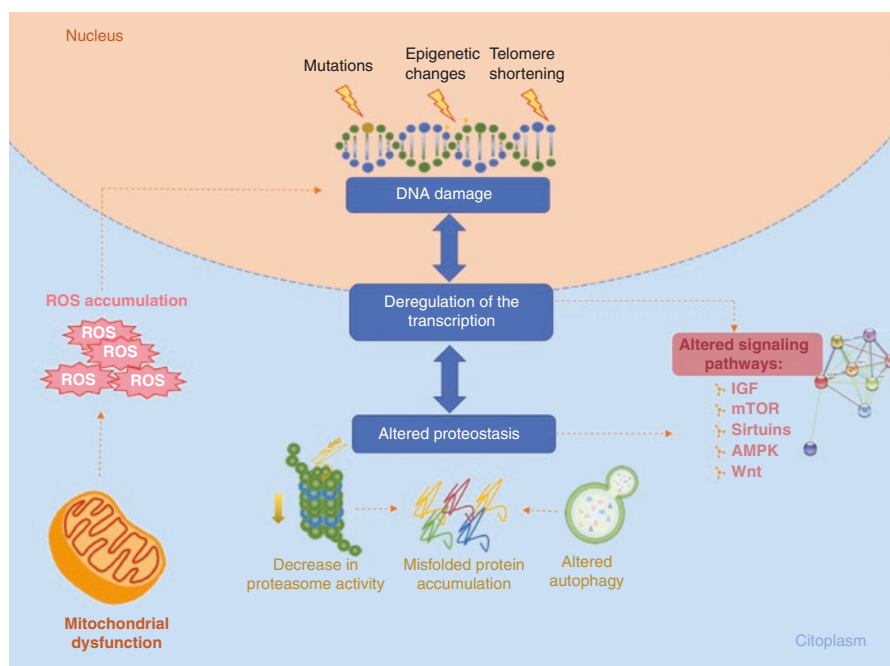 Nucleus
Mutations
Epigenetic
changes
Telomere
shortening
DNA damage
ROS accumulation
ROS
ROS
ROS
ROS
Deregulation of the
transcription
Altered signaling
pathways:
IGF
mTOR
Sirtuins
AMPK
Wnt
Altered proteostasis
Decrease in
proteasome activity
Misfolded protein
accumulation
Altered
autophagy
Mitochondrial
dysfunction
Citoplasm